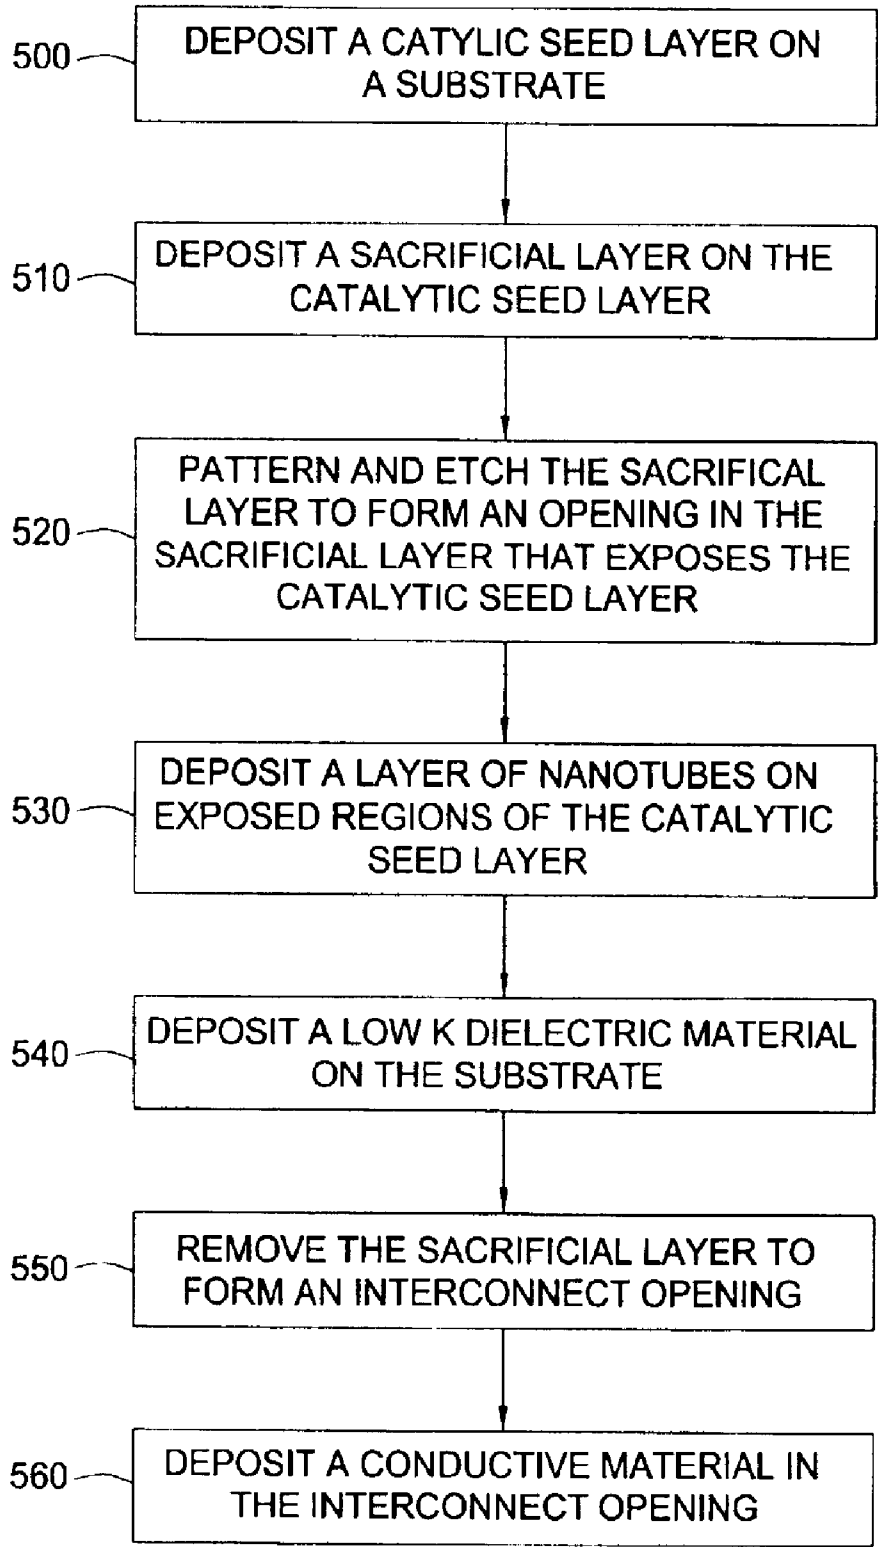 500
DEPOSIT A CATYLIC SEED LAYER ON
A SUBSTRATE
510
DEPOSIT A SACRIFICIAL LAYER ON THE
CATALYTIC SEED LAYER
520
PATTERN AND ETCH THE SACRIFICAL
LAYER TO FORM AN OPENING IN THE
SACRIFICIAL LAYER THAT EXPOSES THE
CATALYTIC SEED LAYER
530
DEPOSIT A LAYER OF NANOTUBES ON
EXPOSED REGIONS OF THE CATALYTIC
SEED LAYER
540
DEPOSIT A LOW K DIELECTRIC MATERIAL
ON THE SUBSTRATE
550
REMOVE THE SACRIFICIAL LAYER TO
FORM AN INTERCONNECT OPENING
560
DEPOSIT A CONDUCTIVE MATERIAL IN
THE INTERCONNECT OPENING